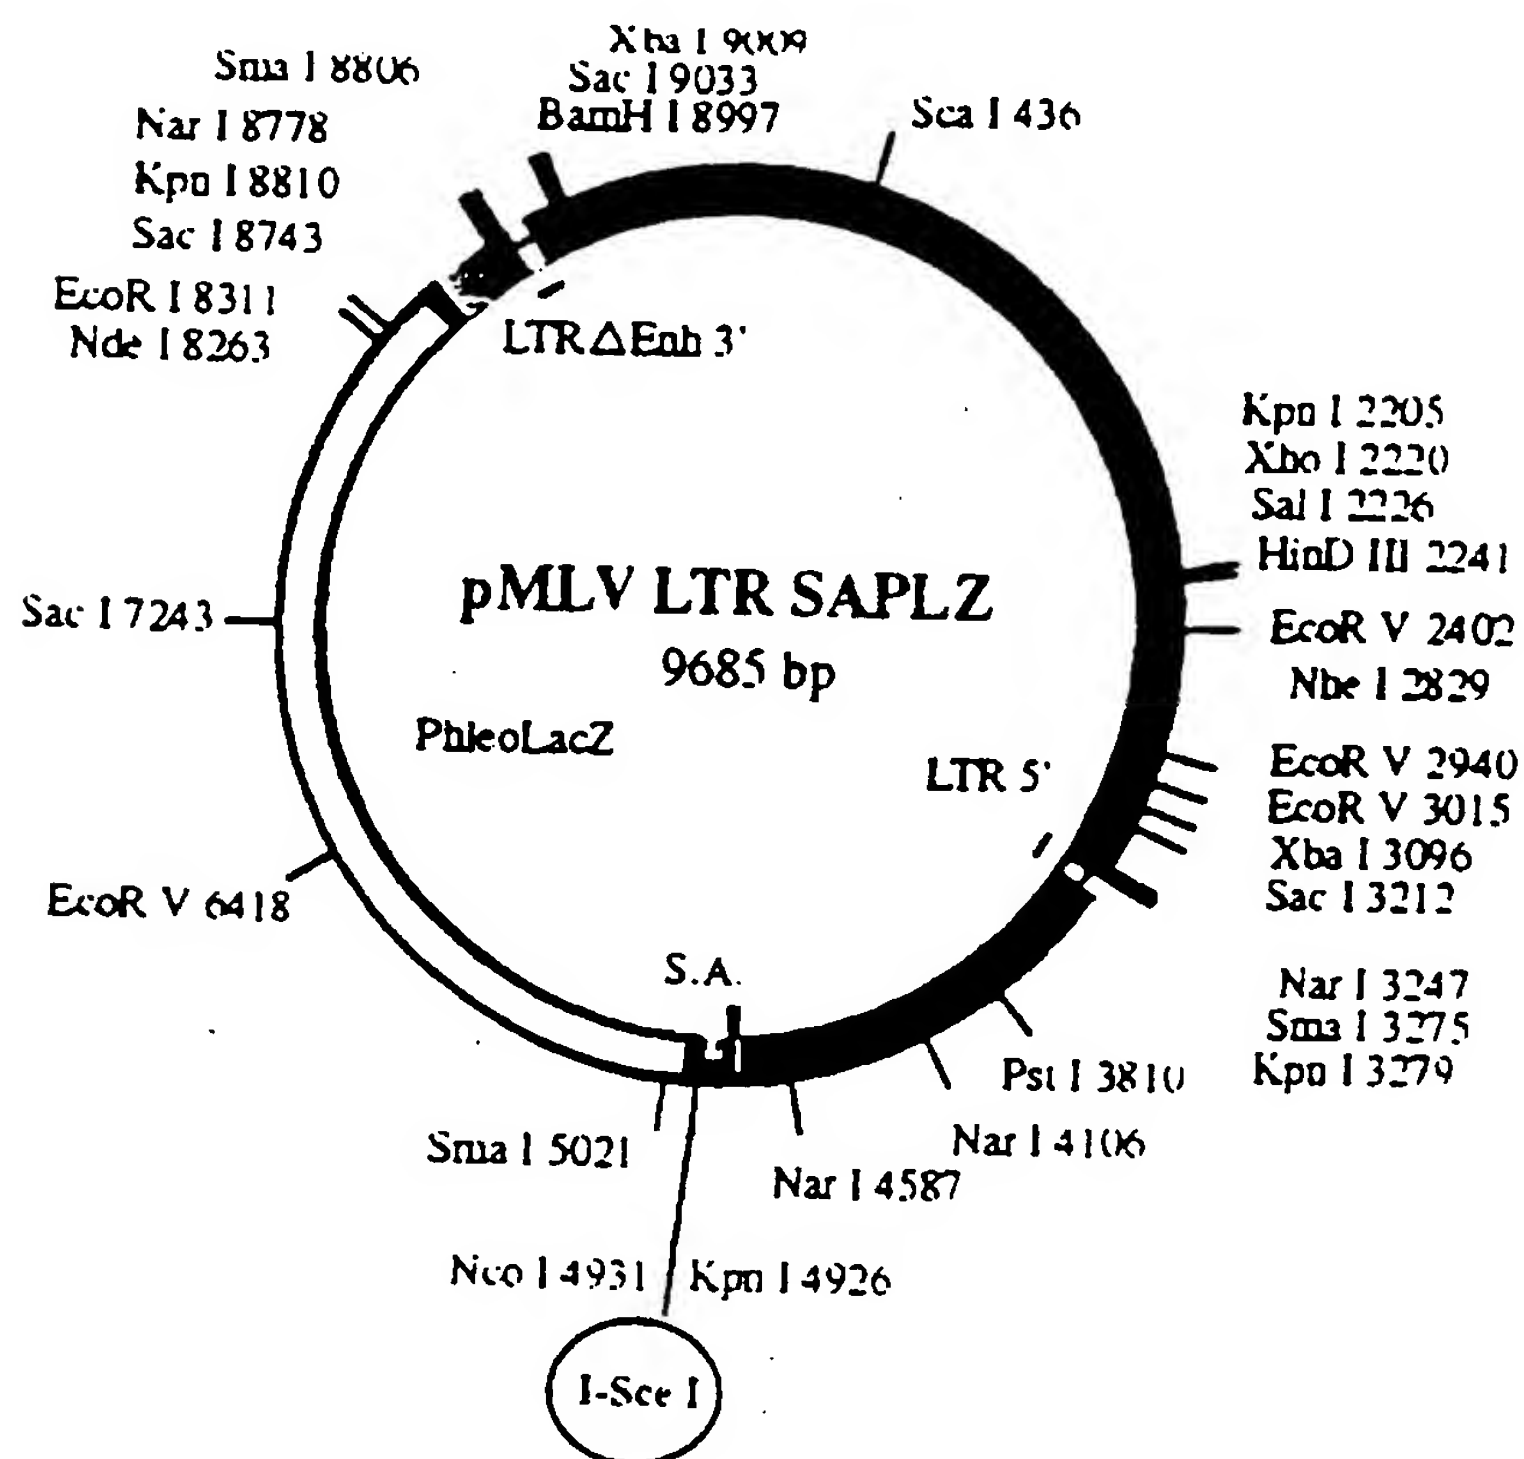 Xba I 9009
Sac I 9033
BamH I 8997
Sma I 8806
Nar I 8778
Kpn I 8810
Sac I 8743
EcoR I 8311
Nde I 8263
Sca I 436
LTR Δ Enh 3'
Kpn I 2205
Xho I 2220
Sal I 2226
HinD III 2241
EcoR V 2402
Nhe I 2829
EcoR V 2940
EcoR V 3015
Xba I 3096
Sac I 3212
Nar I 3247
Sma I 3275
Kpn I 3279
pMLV LTR SAPLZ
9685 bp
PhleoLacZ
LTR 5'
Sac I 7243
EcoR V 6418
S.A.
Pst I 3810
Nar I 4106
Nar I 4587
Sma I 5021
Nco I 4931
Kpn I 4926
I-Sce I